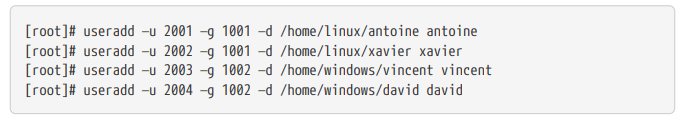 [root]# useradd –u 2001 –g 1001 –d /home/linux/antoine antoine
[root]# useradd –u 2002 –g 1001 –d /home/linux/xavier xavier
[root]# useradd –u 2003 –g 1002 –d /home/windows/vincent vincent
[root]# useradd –u 2004 –g 1002 –d /home/windows/david david